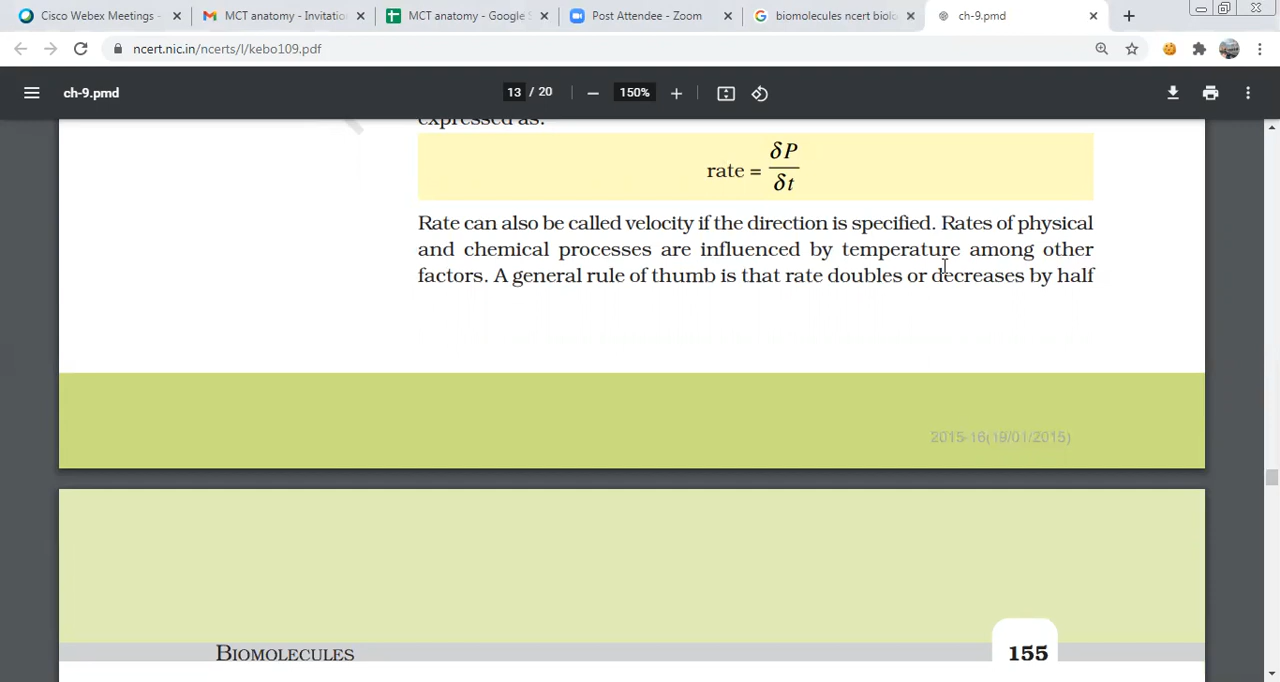 Cisco Webex Meetings -
MCT anatomy - Invitatio
MCT anatomy - Google S
Post Attendee - Zoom
biomolecules ncert biolo
ch-9.pmd
ncert.nic.in/ncerts/l/kebo109.pdf
ch-9.pmd
13 / 20
150%
expressed as:
rate = δP / δt
Rate can also be called velocity if the direction is specified. Rates of physical
and chemical processes are influenced by temperature among other
factors. A general rule of thumb is that rate doubles or decreases by half
2015-16(19/01/2015)
BIOMOLECULES
155